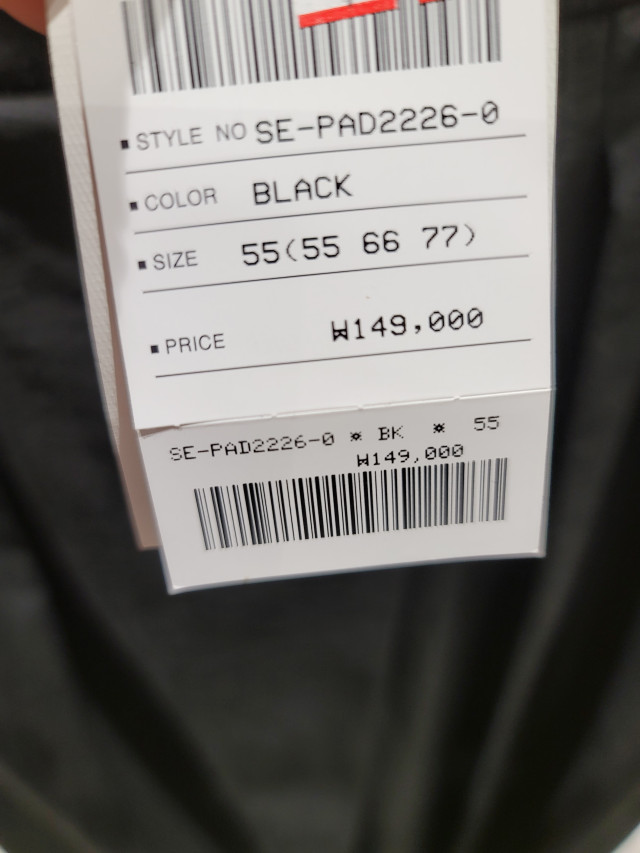 ▪ STYLE NO SE-PAD2226-0
▪ COLOR BLACK
▪ SIZE 55(55 66 77)
▪ PRICE ₩149,000
SE-PAD2226-0 * BK * 55
₩149,000